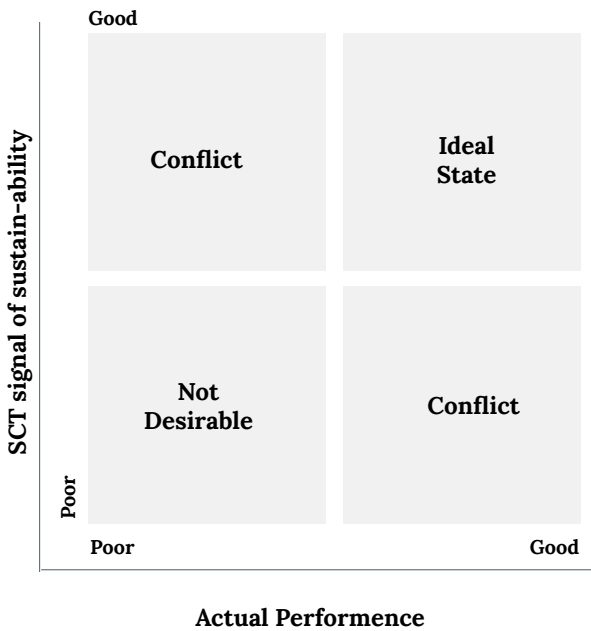 Good
Conflict
Ideal
State
SCT signal of sustain-ability
Not
Desirable
Conflict
Poor
Poor
Good
Actual Performence